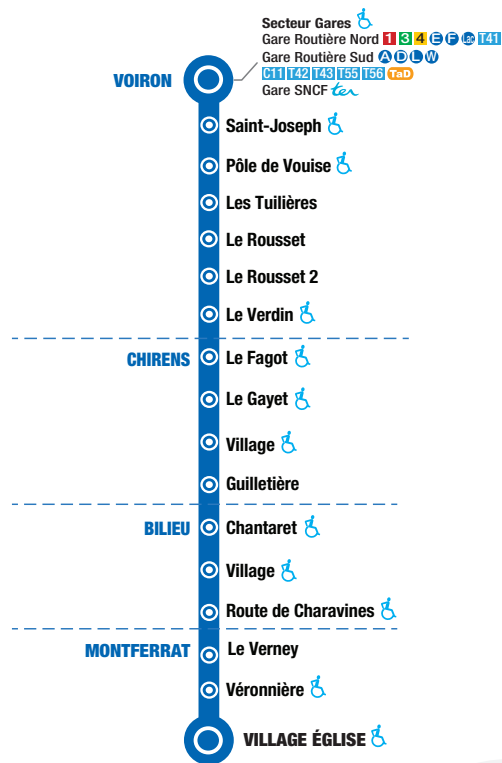 Secteur Gares
Gare Routière Nord 1 3 4 E F Lac T41
Gare Routière Sud A D L W
C11 T42 T43 T55 T56 TaD
Gare SNCF ter
VOIRON
Saint-Joseph
Pôle de Vouise
Les Tuilières
Le Rousset
Le Rousset 2
Le Verdin
CHIRENS
Le Fagot
Le Gayet
Village
Guilletière
BILIEU
Chantaret
Village
Route de Charavines
MONTFERRAT
Le Verney
Véronnière
VILLAGE ÉGLISE